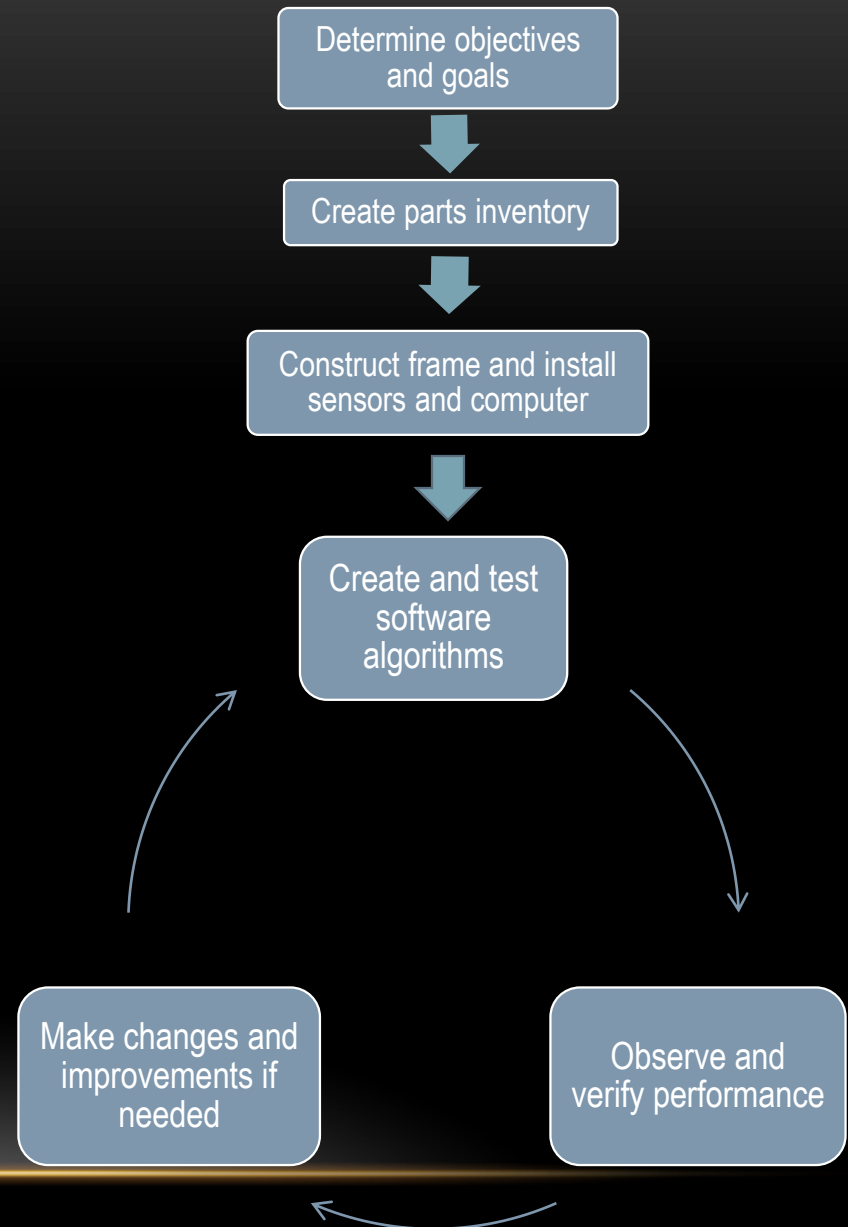 Determine objectives
and goals
Create parts inventory
Construct frame and install
sensors and computer
Create and test
software
algorithms
Observe and
verify performance
Make changes and
improvements if
needed